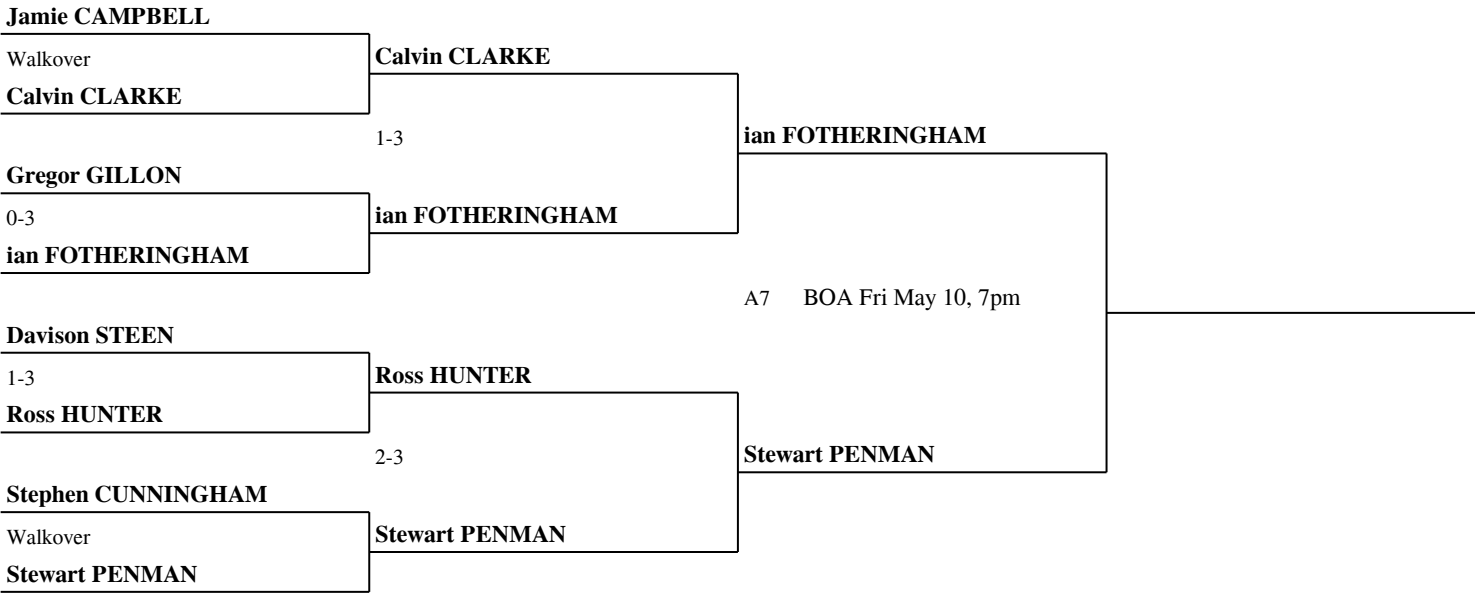 Jamie CAMPBELL
Walkover
Calvin CLARKE
Calvin CLARKE
1-3
ian FOTHERINGHAM
Gregor GILLON
0-3
ian FOTHERINGHAM
ian FOTHERINGHAM
A7 BOA Fri May 10, 7pm
Davison STEEN
1-3
Ross HUNTER
Ross HUNTER
2-3
Stewart PENMAN
Stephen CUNNINGHAM
Walkover
Stewart PENMAN
Stewart PENMAN